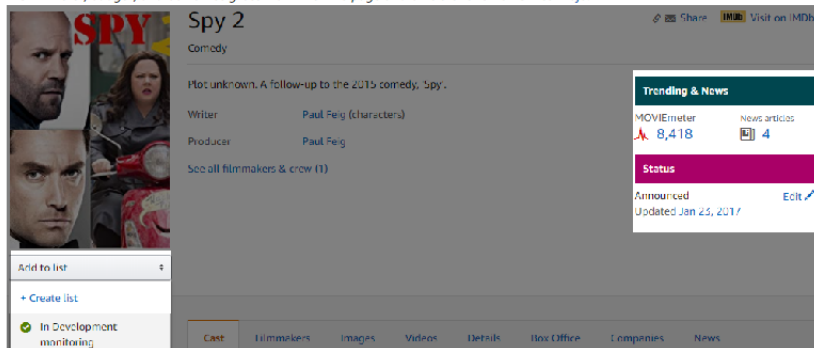 SPY 2
Spy 2
Share IMDb Visit on IMDb
Comedy
Plot unknown. A follow-up to the 2015 comedy, 'Spy'.
Writer Paul Feig (characters)
Producer Paul Feig
See all filmmakers & crew (1)
Trending & News
MOVIEmeter News articles
8,418 4
Status
Announced Edit
Updated Jan 23, 2017
Add to list
+ Create list
In Development
monitoring
Cast Filmmakers Images Videos Details Box Office Companies News